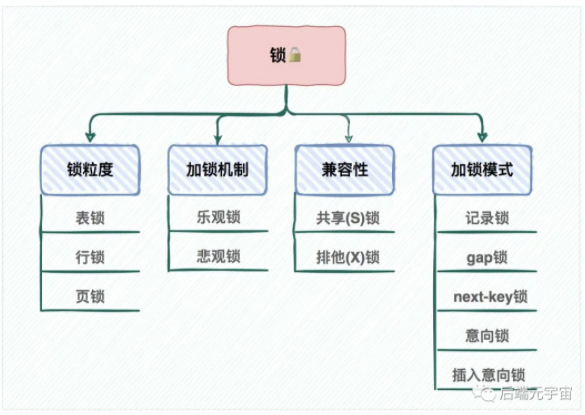 锁🔒
锁粒度
表锁
行锁
页锁
加锁机制
乐观锁
悲观锁
兼容性
共享(S)锁
排他(X)锁
加锁模式
记录锁
gap锁
next-key锁
意向锁
插入意向锁
后端元宇宙